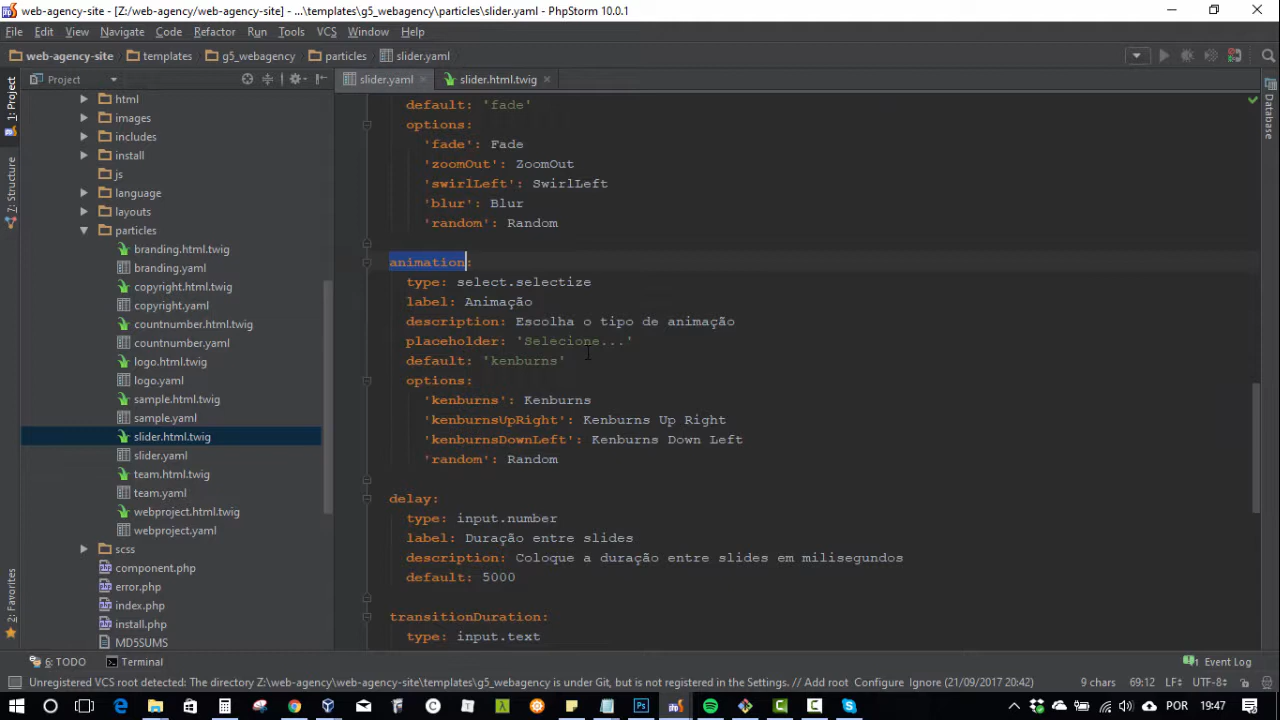 web-agency-site - [Z:/web-agency/web-agency-site] - ...\templates\g5_webagency\particles\slider.yaml - PhpStorm 10.0.1
File Edit View Navigate Code Refactor Run Tools VCS Window Help
web-agency-site templates g5_webagency particles slider.yaml
Project
slider.yaml slider.html.twig
1: Project
7: Structure
2: Favorites
Database
html
images
includes
install
js
language
layouts
particles
branding.html.twig
branding.yaml
copyright.html.twig
copyright.yaml
countnumber.html.twig
countnumber.yaml
logo.html.twig
logo.yaml
sample.html.twig
sample.yaml
slider.html.twig
slider.yaml
team.html.twig
team.yaml
webproject.html.twig
webproject.yaml
scss
component.php
error.php
index.php
install.php
MD5SUMS
default: 'fade'
options:
'fade': Fade
'zoomOut': ZoomOut
'swirlLeft': SwirlLeft
'blur': Blur
'random': Random
animation:
type: select.selectize
label: Animação
description: Escolha o tipo de animação
placeholder: 'Selecione...'
default: 'kenburns'
options:
'kenburns': Kenburns
'kenburnsUpRight': Kenburns Up Right
'kenburnsDownLeft': Kenburns Down Left
'random': Random
delay:
type: input.number
label: Duração entre slides
description: Coloque a duração entre slides em milisegundos
default: 5000
transitionDuration:
type: input.text
6: TODO Terminal 1 Event Log
Unregistered VCS root detected: The directory Z:\web-agency\web-agency-site\templates\g5_webagency is under Git, but is not registered in the Settings. // Add root Configure Ignore (21/09/2017 20:42) 9 chars 69:12 LF÷ UTF-8÷
POR 19:47